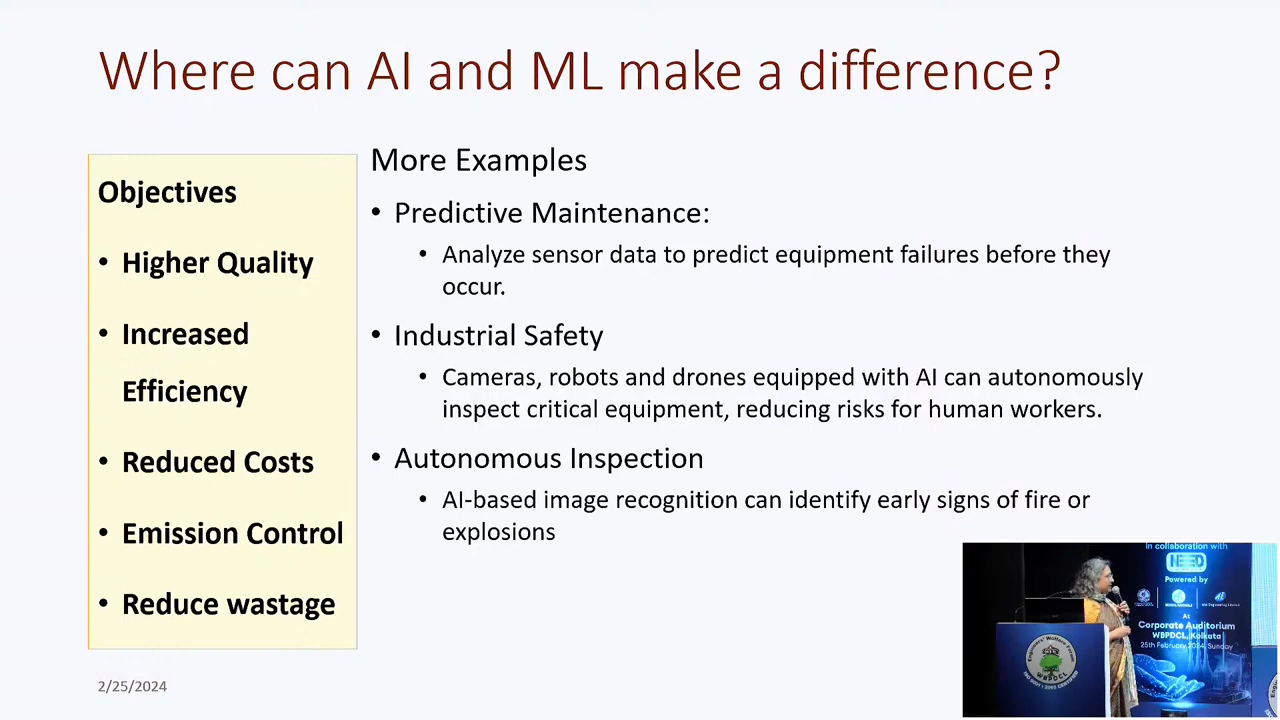 Where can AI and ML make a difference?
Objectives
• Higher Quality
• Increased
Efficiency
• Reduced Costs
• Emission Control
• Reduce wastage
More Examples
• Predictive Maintenance:
• Analyze sensor data to predict equipment failures before they
occur.
• Industrial Safety
• Cameras, robots and drones equipped with AI can autonomously
inspect critical equipment, reducing risks for human workers.
• Autonomous Inspection
• AI-based image recognition can identify early signs of fire or
explosions
2/25/2024
In collaboration with
Powered by
At
Corporate Auditorium
WBPDCL, Kolkata
25th February 2024, Sunday
Engineers' Welfare Forum
WBPDCL